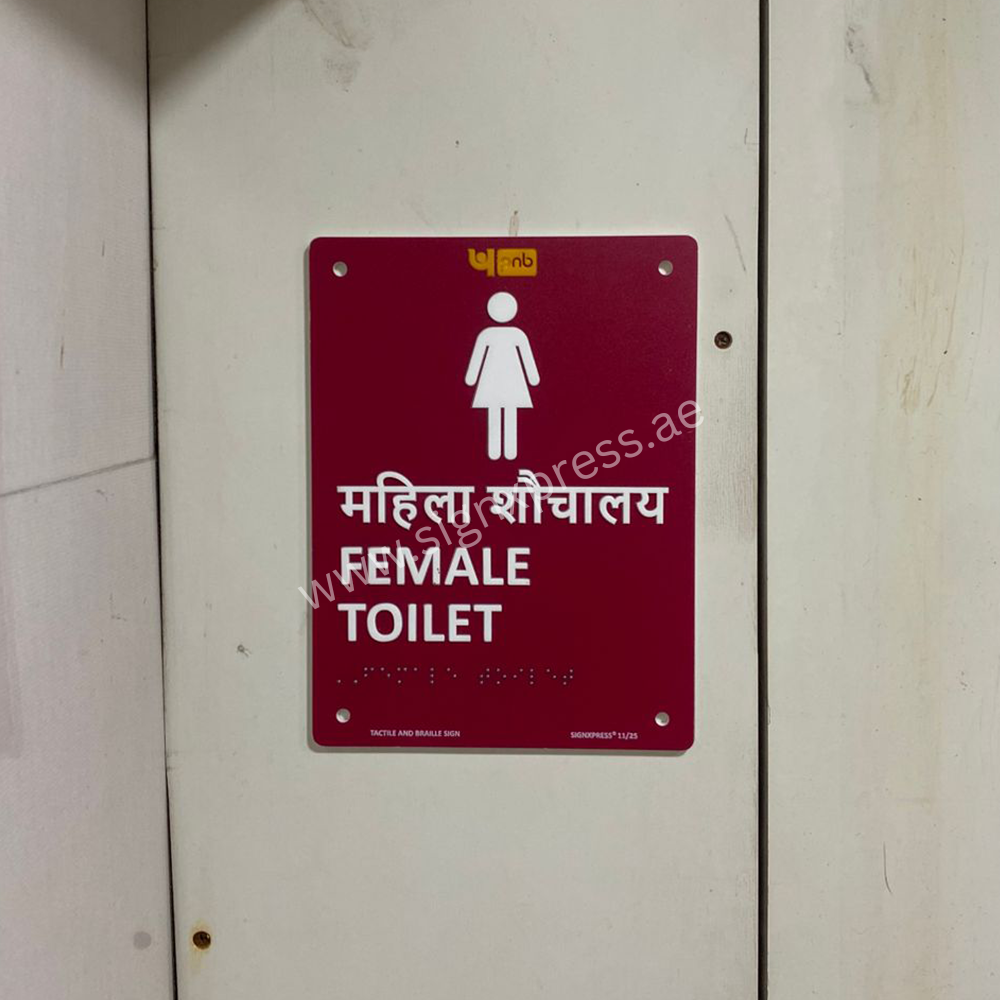 pnb
महिला शौचालय
FEMALE
TOILET
⠠⠠⠋⠑⠍⠁⠇⠑ ⠞⠕⠊⠇⠑⠞
TACTILE AND BRAILLE SIGN
SIGNXPRESS® 11/25
www.signxpress.ae